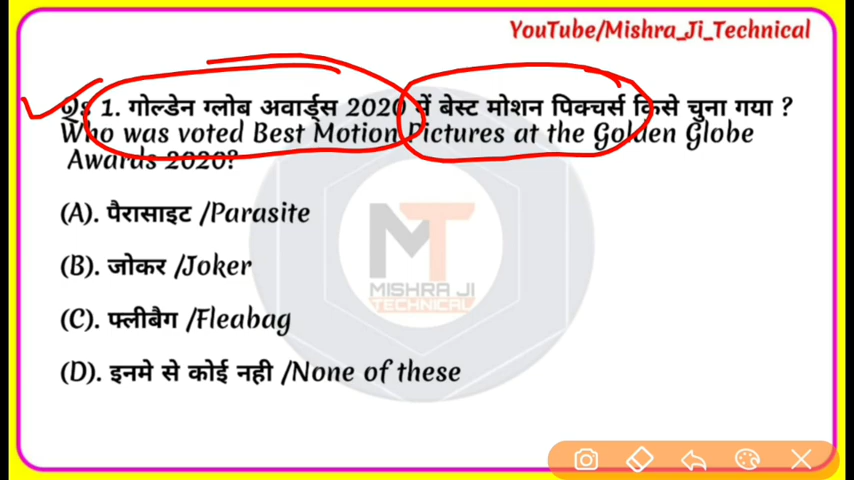 YouTube/Mishra_Ji_Technical
Q: 1. गोल्डेन ग्लोब अवार्ड्स 2020 में बेस्ट मोशन पिक्चर्स किसे चुना गया ?
Who was voted Best Motion Pictures at the Golden Globe
Awards 2020?
(A). पैरासाइट /Parasite
(B). जोकर /Joker
(C). फ्लीबैग /Fleabag
(D). इनमे से कोई नही /None of these
MT
MISHRA JI
TECHNICAL